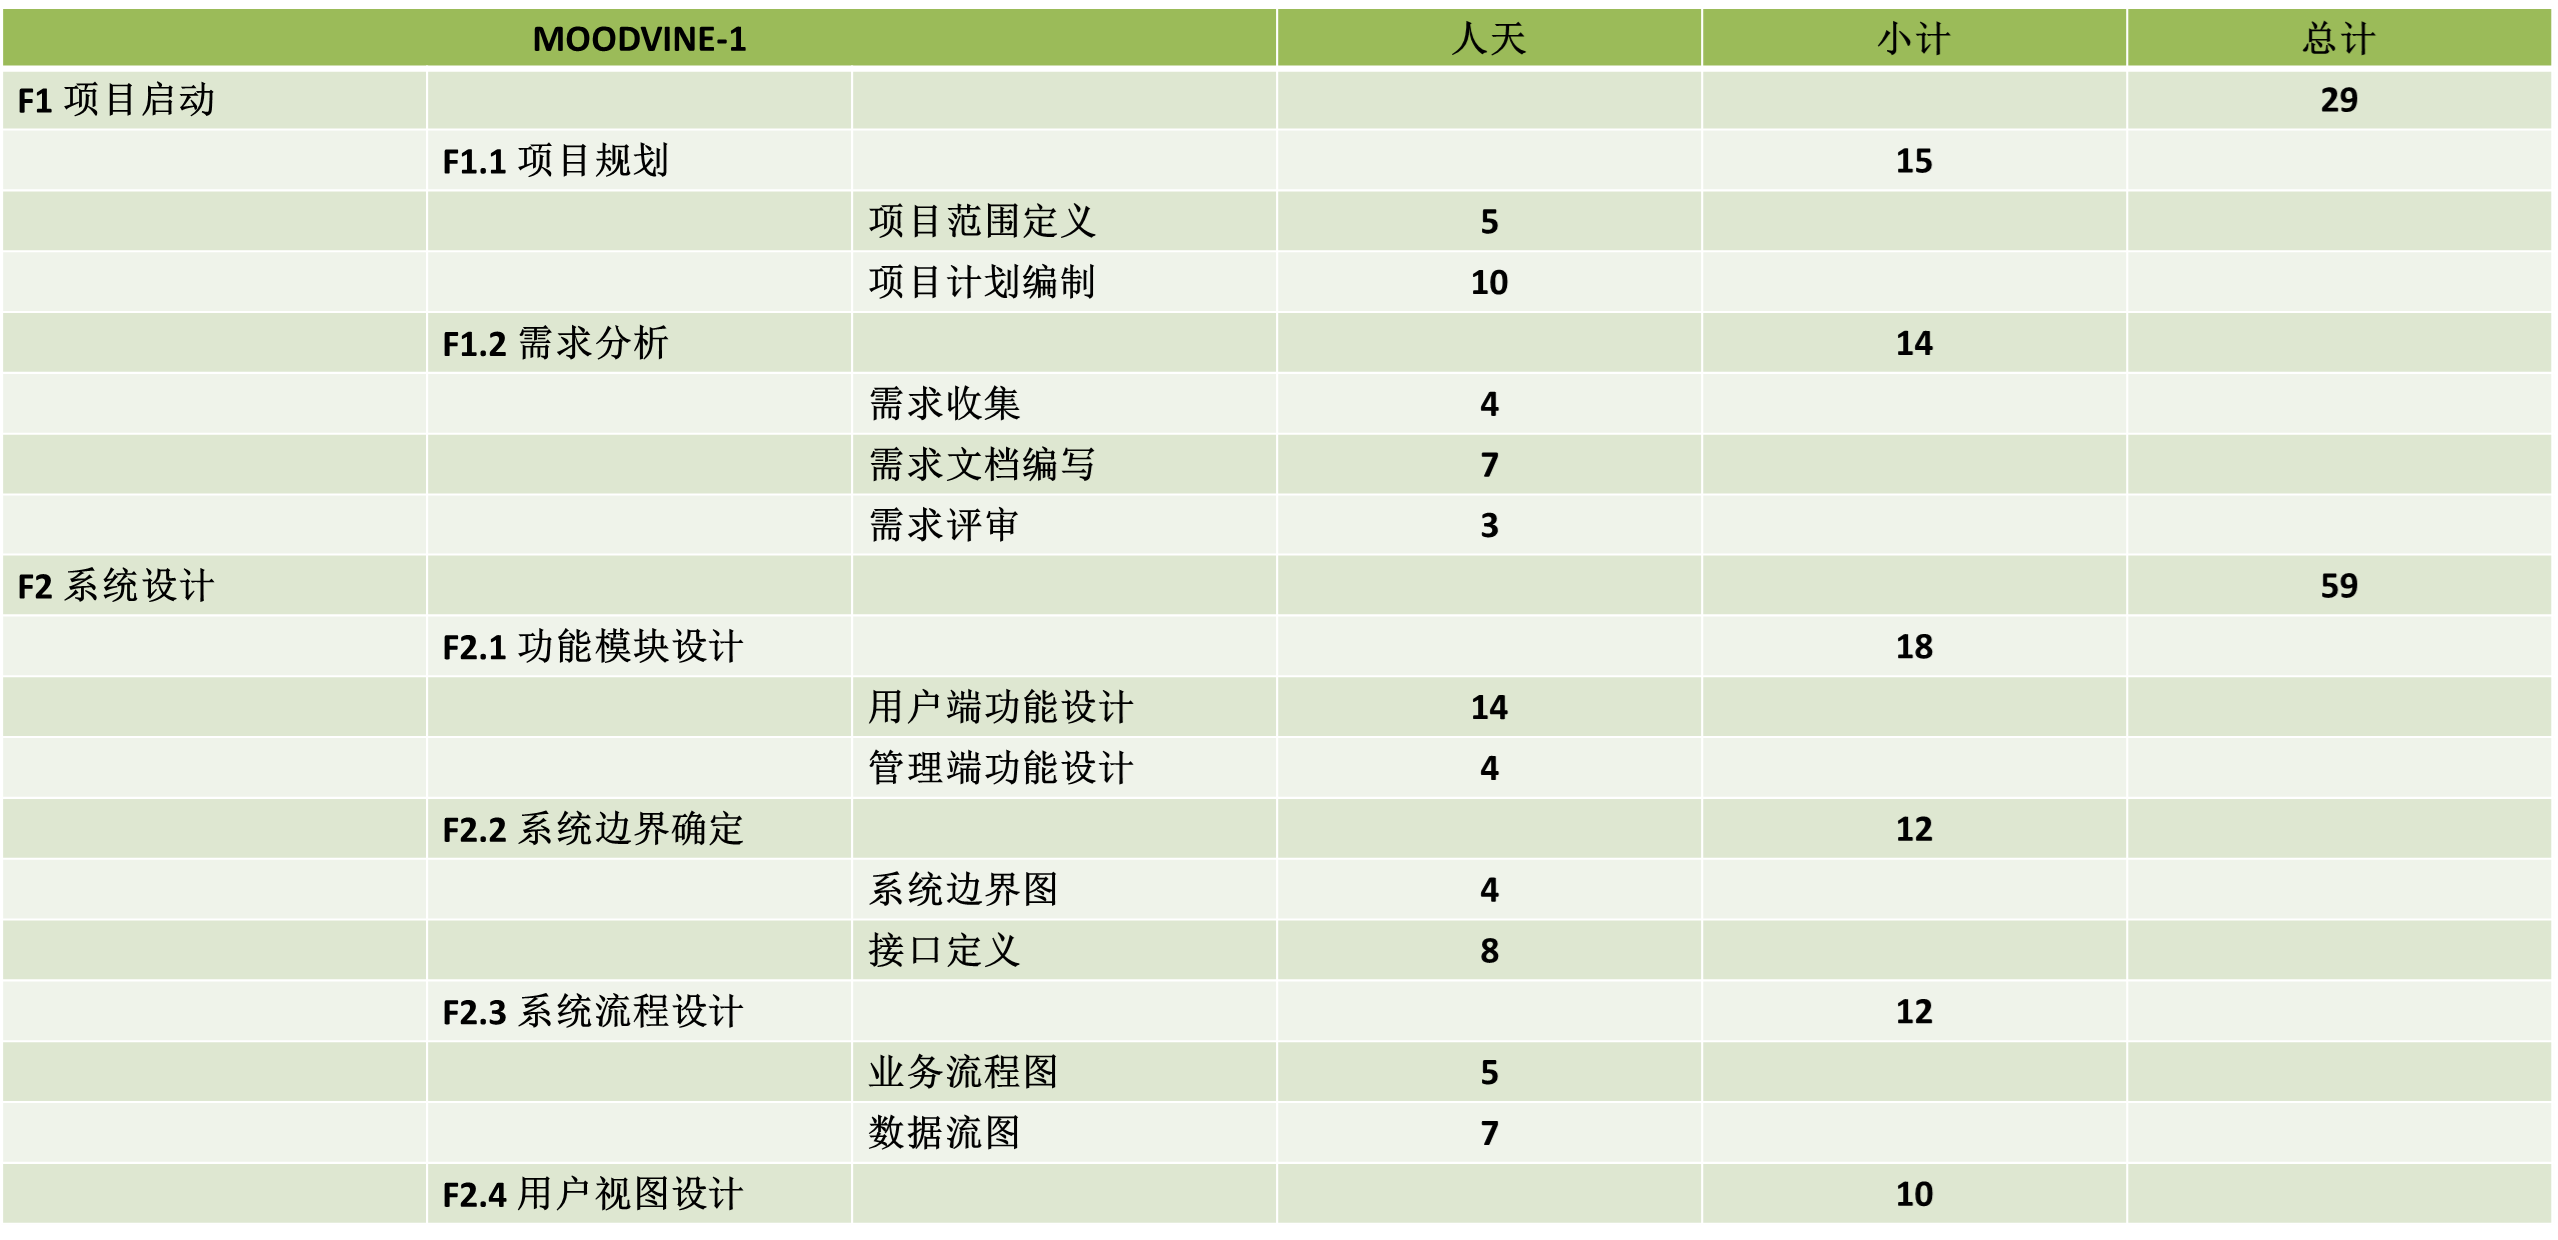 MOODVINE-1 人天 小计 总计
F1 项目启动 29
F1.1 项目规划 15
项目范围定义 5
项目计划编制 10
F1.2 需求分析 14
需求收集 4
需求文档编写 7
需求评审 3
F2 系统设计 59
F2.1 功能模块设计 18
用户端功能设计 14
管理端功能设计 4
F2.2 系统边界确定 12
系统边界图 4
接口定义 8
F2.3 系统流程设计 12
业务流程图 5
数据流图 7
F2.4 用户视图设计 10